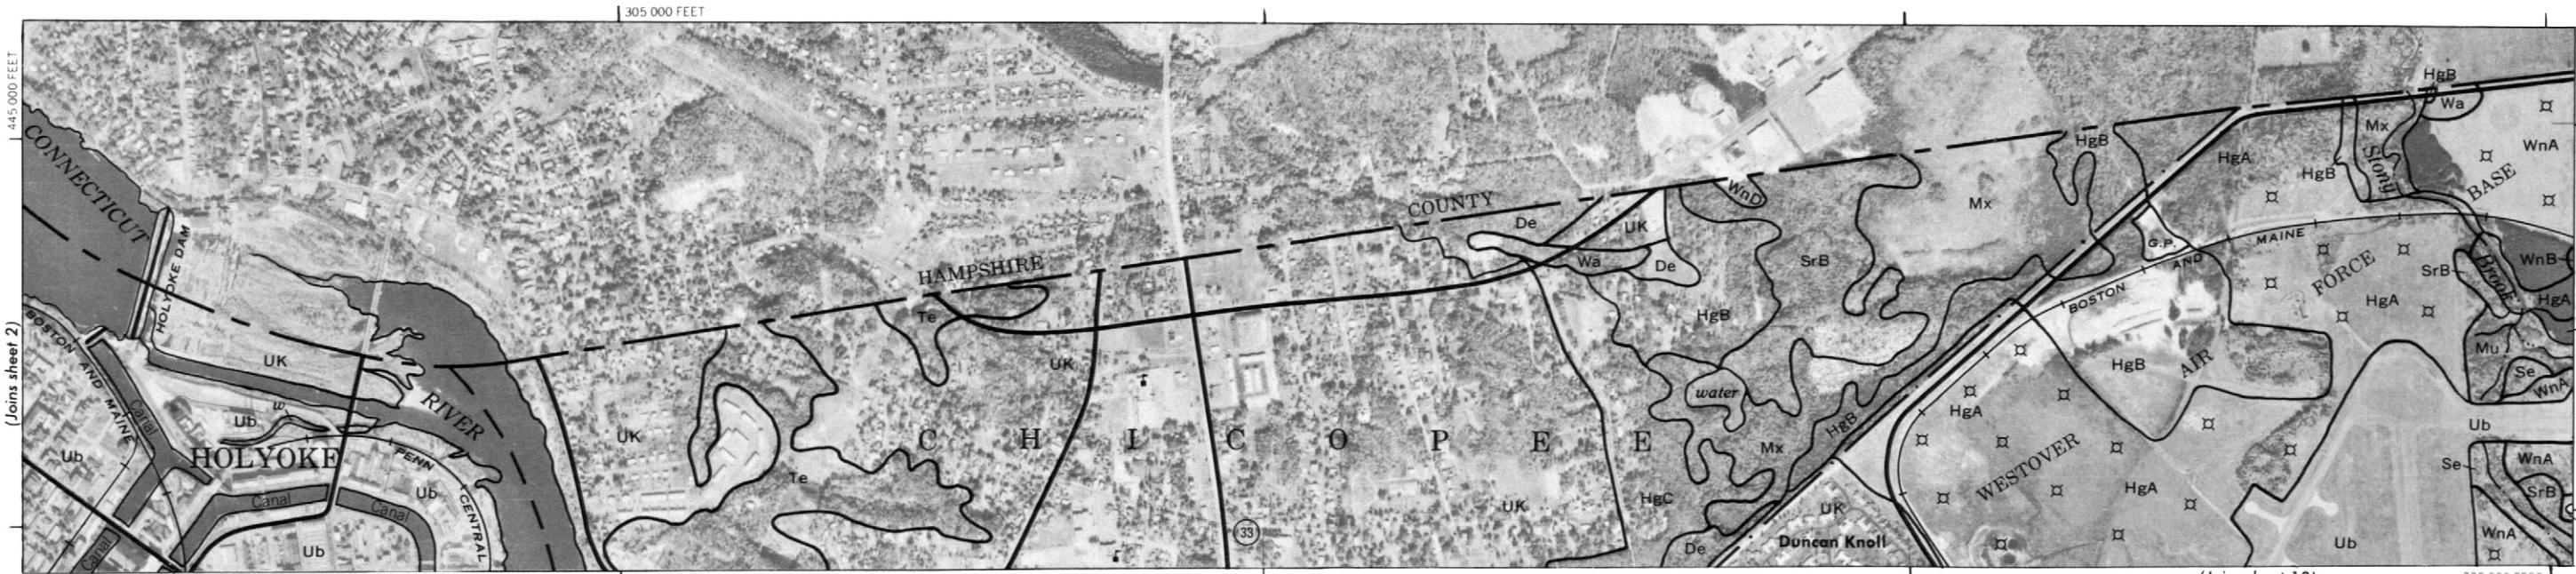 305 000 FEET
445 000 FEET
(Joins sheet 2)
CONNECTICUT
RIVER
HOLYOKE DAM
BOSTON AND MAINE
Canal
UK
Ub
w
HOLYOKE
PENN CENTRAL
Ub
Canal
Canal
Canal
Ub
Ub
HAMPSHIRE COUNTY
Te
UK
UK
Te
CHICOPEE
33
UK
De
UK
Wa
De
WnD
SrB
Mx
HgB
HgB
water
Mx
HgB
HgC
De
UK
Duncan Knoll
HgA
HgB
Mx
Stony Brook
HgB
Wa
WnA
G.P.
BOSTON AND MAINE
WESTOVER AIR FORCE BASE
HgA
HgB
HgA
HgA
SrB
WnB
HgA
Mu
Se
WnA
Ub
Se
WnA
SrB
WnA
Ub